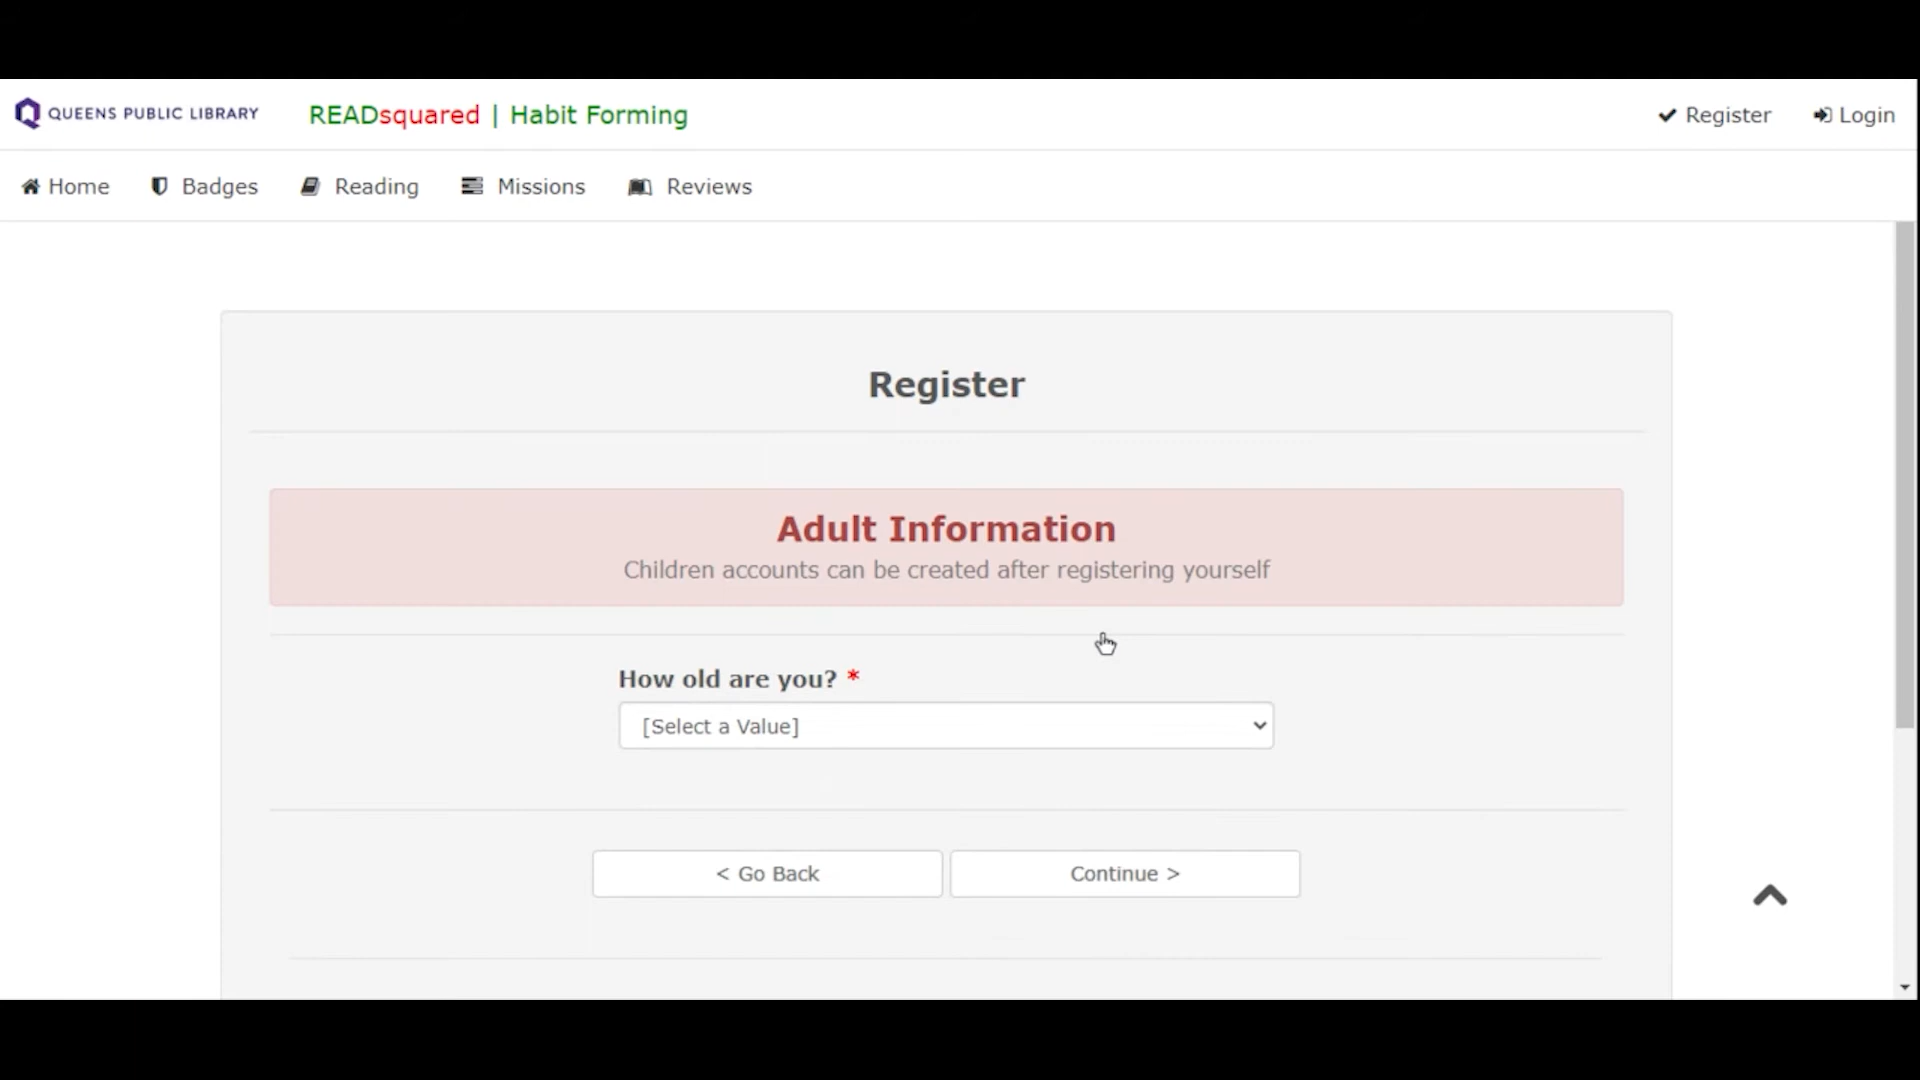 QUEENS PUBLIC LIBRARY
READsquared | Habit Forming
Register
Login
Home
Badges
Reading
Missions
Reviews
Register
Adult Information
Children accounts can be created after registering yourself
How old are you? *
[Select a Value]
< Go Back
Continue >